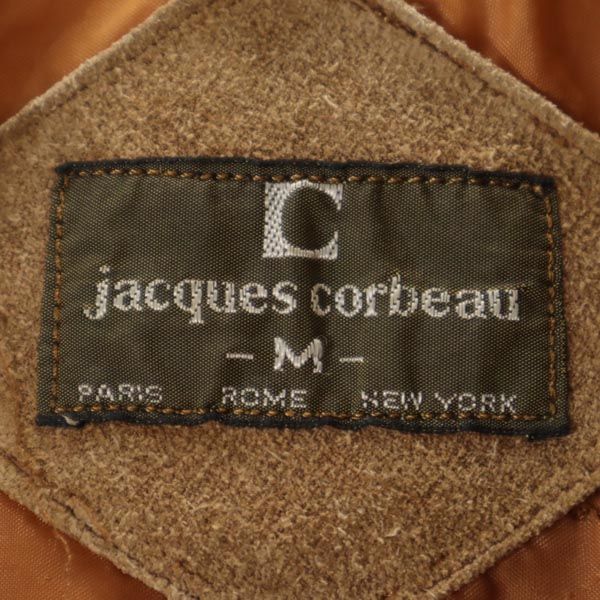 C
jacques corbeau
- M -
PARIS ROME NEW YORK